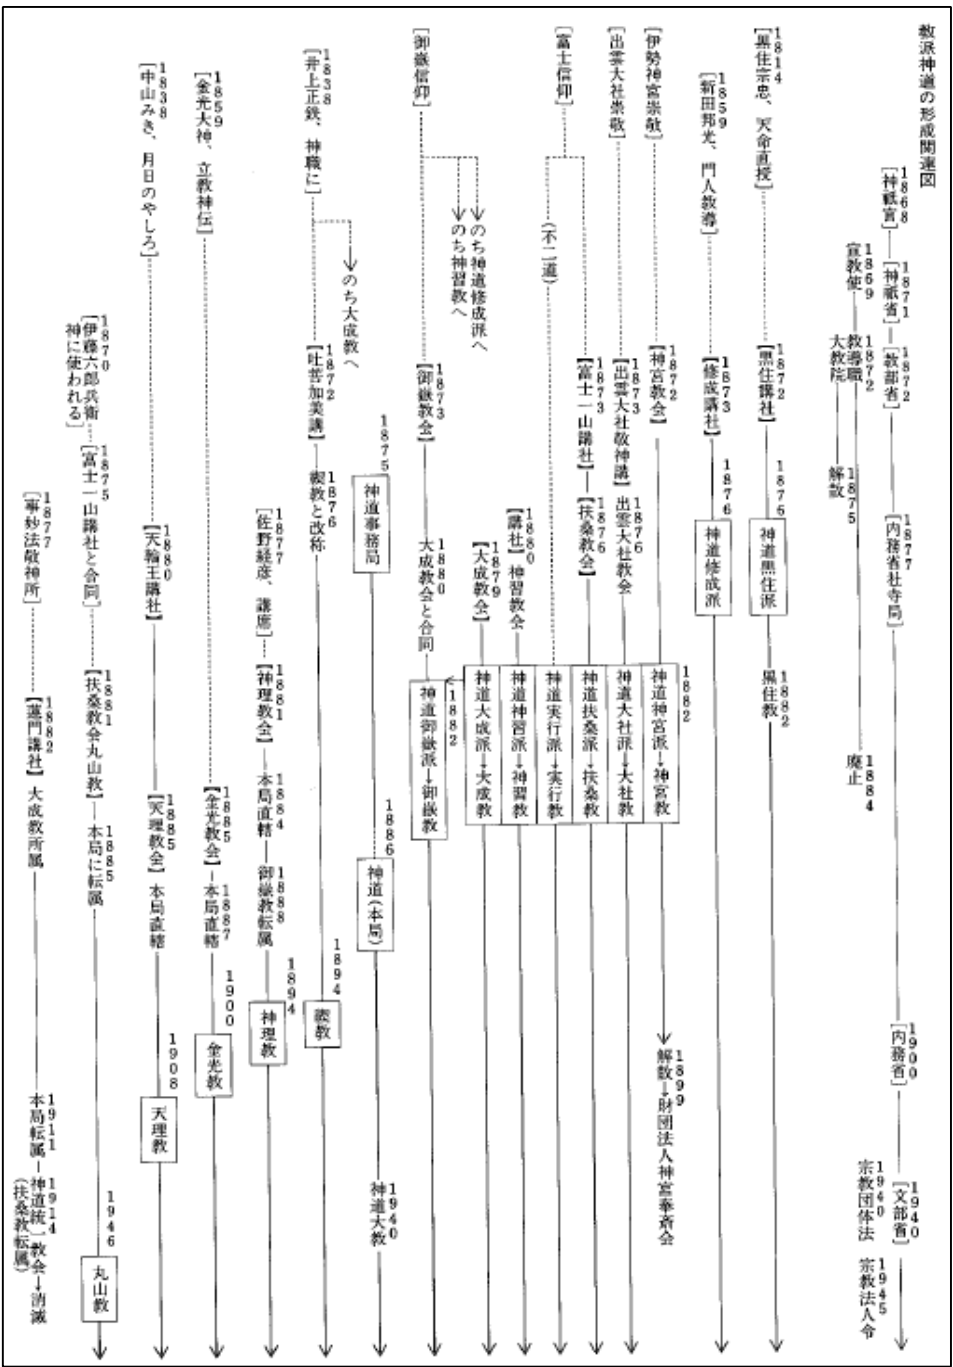 教派神道の形成関連図
1868
[神祇官]
1871
[神祇省]
1872
[教部省]
1877
[内務省社寺局]
1900
[内務省]
1940
[文部省]
1869
宣教使
1872
教導職
大教院
1875
解散
1884
廃止
1940
宗教団体法
1945
宗教法人令
1814
[黒住宗忠、天命直授]
1872
【黒住講社】
1876
神道黒住派
1882
黒住教
1859
[新田邦光、門人教導]
1873
【修成講社】
1876
神道修成派
[伊勢神宮崇敬]
1872
【神宮教会】
1882
神道神宮派→神宮教
1899
解散→財団法人神宮奉斎会
[出雲大社崇敬]
1873
【出雲大社敬神講】
1876
出雲大社教会
神道大社派→大社教
[富士信仰]
1873
【富士一山講社】
1876
【扶桑教会】
神道扶桑派→扶桑教
(不二道)
神道実行派→実行教
1880
【講社】神習教会
神道神習派→神習教
1879
【大成教会】
神道大成派→大成教
[御嶽信仰]
のち神道修成派へ
のち神習教へ
1873
【御嶽教会】
1880
大成教会と合同
1882
神道御嶽派→御嶽教
1875
神道事務局
1886
神道(本局)
1940
神道大教
1838
[井上正鉄、神職に]
のち大成教へ
1872
【吐菩加美講】
1876
禊教と改称
1894
禊教
1877
[佐野経彦、講席]
1881
【神理教会】
1884
本局直轄
1888
御嶽教転属
1894
神理教
1859
[金光大神、立教神伝]
1885
【金光教会】
1887
本局直轄
1900
金光教
1838
[中山みき、月日のやしろ]
1880
【天輪王講社】
1885
【天理教会】本局直轄
1908
天理教
1870
[伊藤六郎兵衛
神に使われる]
1875
[富士一山講社と合同]
1881
【扶桑教会丸山教】
1885
本局に転属
1946
丸山教
1877
[事妙法敬神所]
1882
【蓮門講社】大成教所属
1911
本局転属
1914
神道統一教会→消滅
(扶桑教転属)